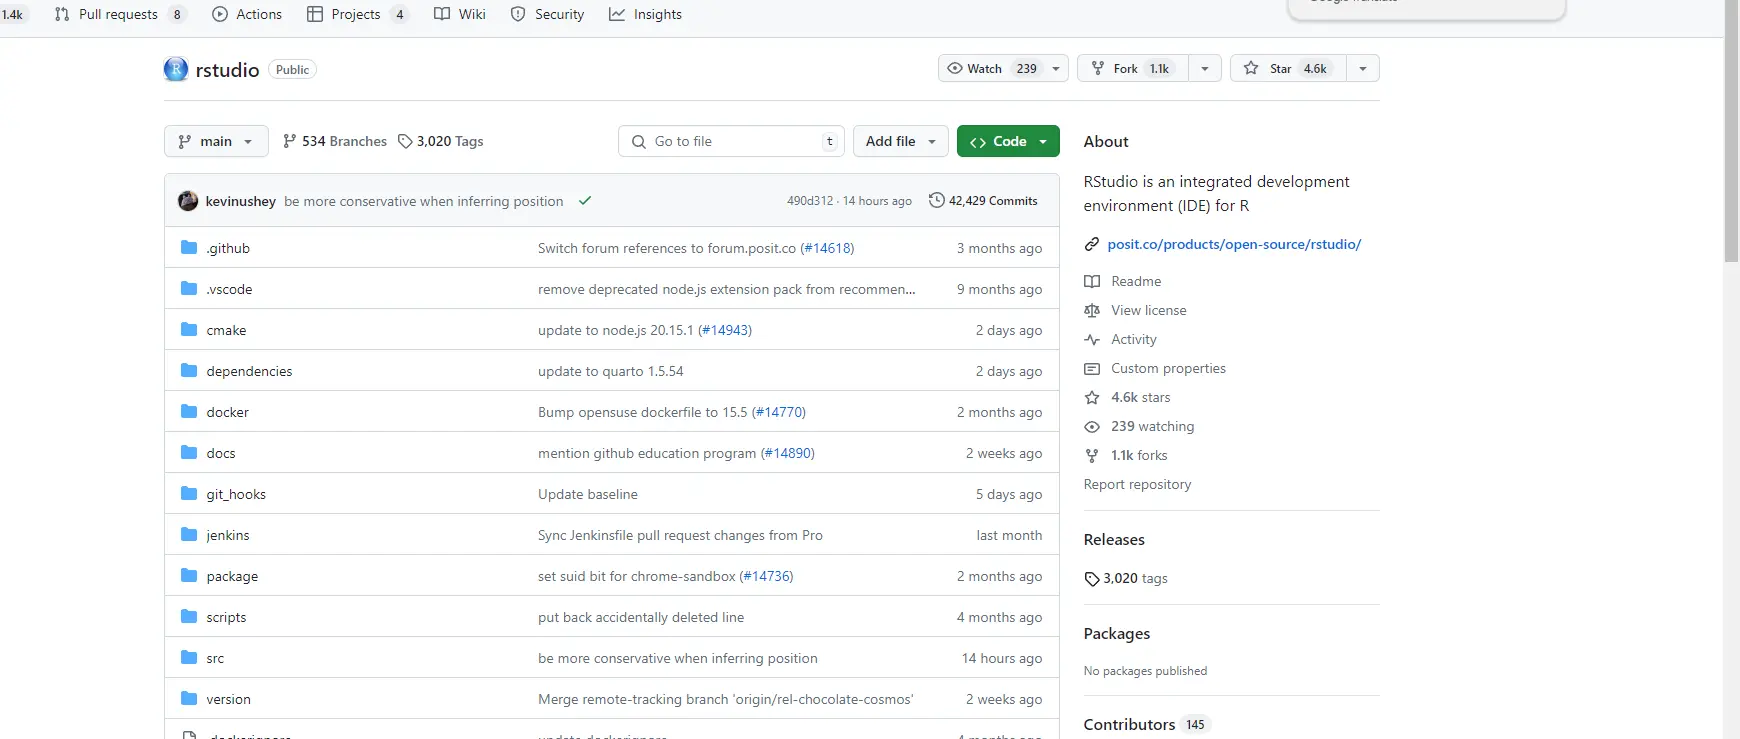 1.4k Pull requests 8 Actions Projects 4 Wiki Security Insights
rstudio Public Watch 239 Fork 1.1k Star 4.6k
main 534 Branches 3,020 Tags Go to file t Add file Code
kevinushey be more conservative when inferring position 490d312 · 14 hours ago 42,429 Commits
.github Switch forum references to forum.posit.co (#14618) 3 months ago
.vscode remove deprecated node.js extension pack from recommen... 9 months ago
cmake update to node.js 20.15.1 (#14943) 2 days ago
dependencies update to quarto 1.5.54 2 days ago
docker Bump opensuse dockerfile to 15.5 (#14770) 2 months ago
docs mention github education program (#14890) 2 weeks ago
git_hooks Update baseline 5 days ago
jenkins Sync Jenkinsfile pull request changes from Pro last month
package set suid bit for chrome-sandbox (#14736) 2 months ago
scripts put back accidentally deleted line 4 months ago
src be more conservative when inferring position 14 hours ago
version Merge remote-tracking branch 'origin/rel-chocolate-cosmos' 2 weeks ago
About
RStudio is an integrated development
environment (IDE) for R
posit.co/products/open-source/rstudio/
Readme
View license
Activity
Custom properties
4.6k stars
239 watching
1.1k forks
Report repository
Releases
3,020 tags
Packages
No packages published
Contributors 145